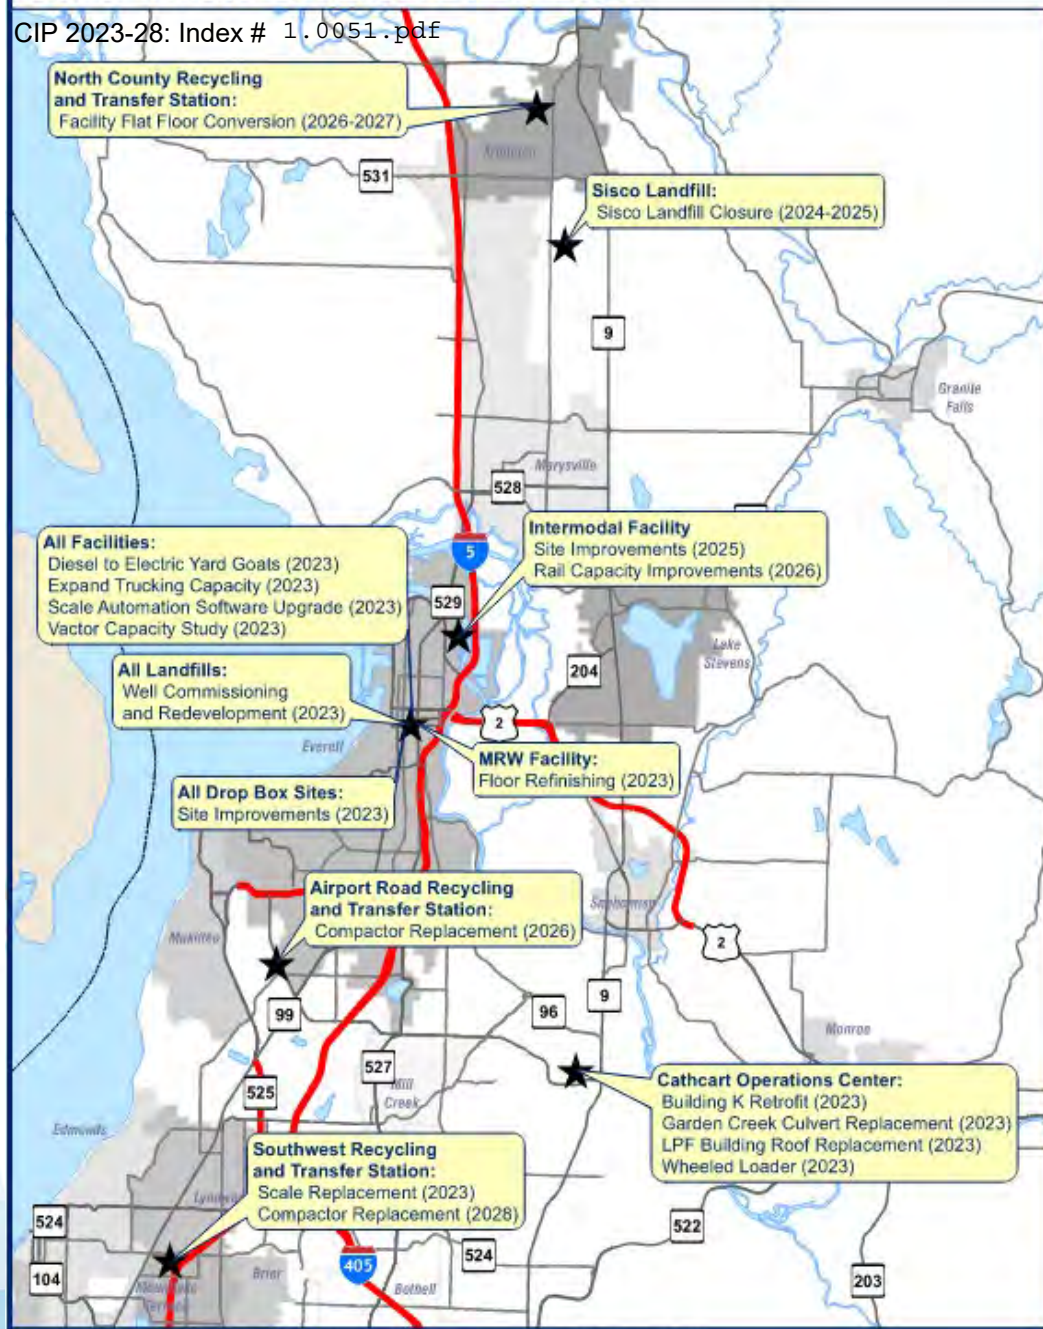 CIP 2023-28: Index # 1.0051.pdf
North County Recycling
and Transfer Station:
Facility Flat Floor Conversion (2026-2027)
Arlington
531
Sisco Landfill:
Sisco Landfill Closure (2024-2025)
9
Granite
Falls
Marysville
528
All Facilities:
Diesel to Electric Yard Goals (2023)
Expand Trucking Capacity (2023)
Scale Automation Software Upgrade (2023)
Vactor Capacity Study (2023)
Intermodal Facility
Site Improvements (2025)
Rail Capacity Improvements (2026)
5
529
Lake
Stevens
204
All Landfills:
Well Commissioning
and Redevelopment (2023)
2
Everett
MRW Facility:
Floor Refinishing (2023)
All Drop Box Sites:
Site Improvements (2023)
Airport Road Recycling
and Transfer Station:
Compactor Replacement (2026)
Snohomish
Mukilteo
2
9
96
99
Monroe
527
Mill
Creek
525
Cathcart Operations Center:
Building K Retrofit (2023)
Garden Creek Culvert Replacement (2023)
LPF Building Roof Replacement (2023)
Wheeled Loader (2023)
Edmonds
Southwest Recycling
and Transfer Station:
Scale Replacement (2023)
Compactor Replacement (2028)
524
522
524
405
104
Brier
Bothell
203